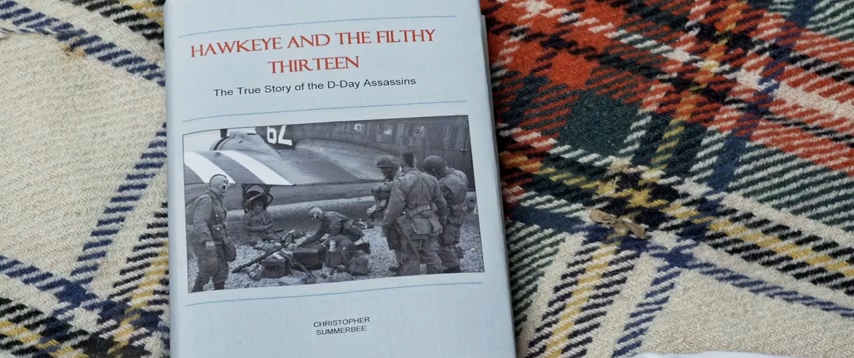 HAWKEYE AND THE FILTHY
THIRTEEN
The True Story of the D-Day Assassins
62
CHRISTOPHER
SUMMERBEE